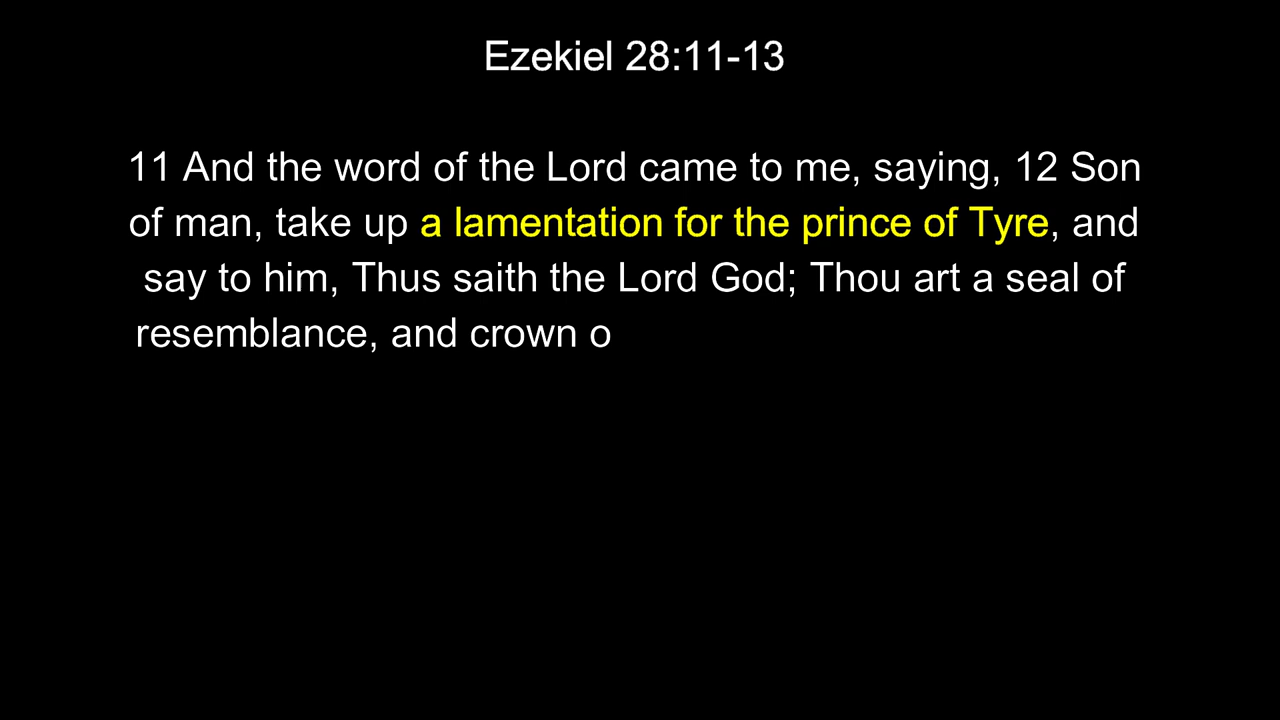 Ezekiel 28:11-13
11 And the word of the Lord came to me, saying, 12 Son
of man, take up a lamentation for the prince of Tyre, and
say to him, Thus saith the Lord God; Thou art a seal of
resemblance, and crown o